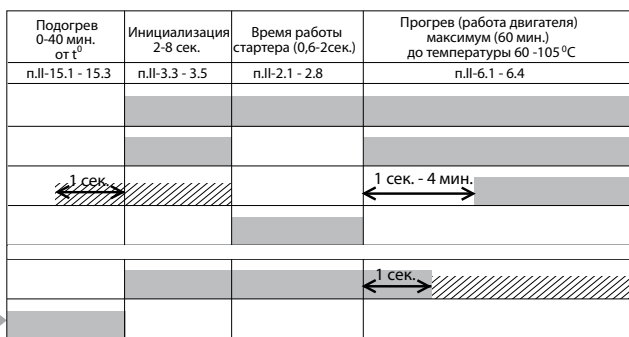 Подогрев
0-40 мин.
от t⁰
Инициализация
2-8 сек.
Время работы
стартера (0,6-2сек.)
Прогрев (работа двигателя)
максимум (60 мин.)
до температуры 60 -105 ⁰C
п.II-15.1 - 15.3
п.II-3.3 - 3.5
п.II-2.1 - 2.8
п.II-6.1 - 6.4
1 сек.
1 сек. - 4 мин.
1 сек.